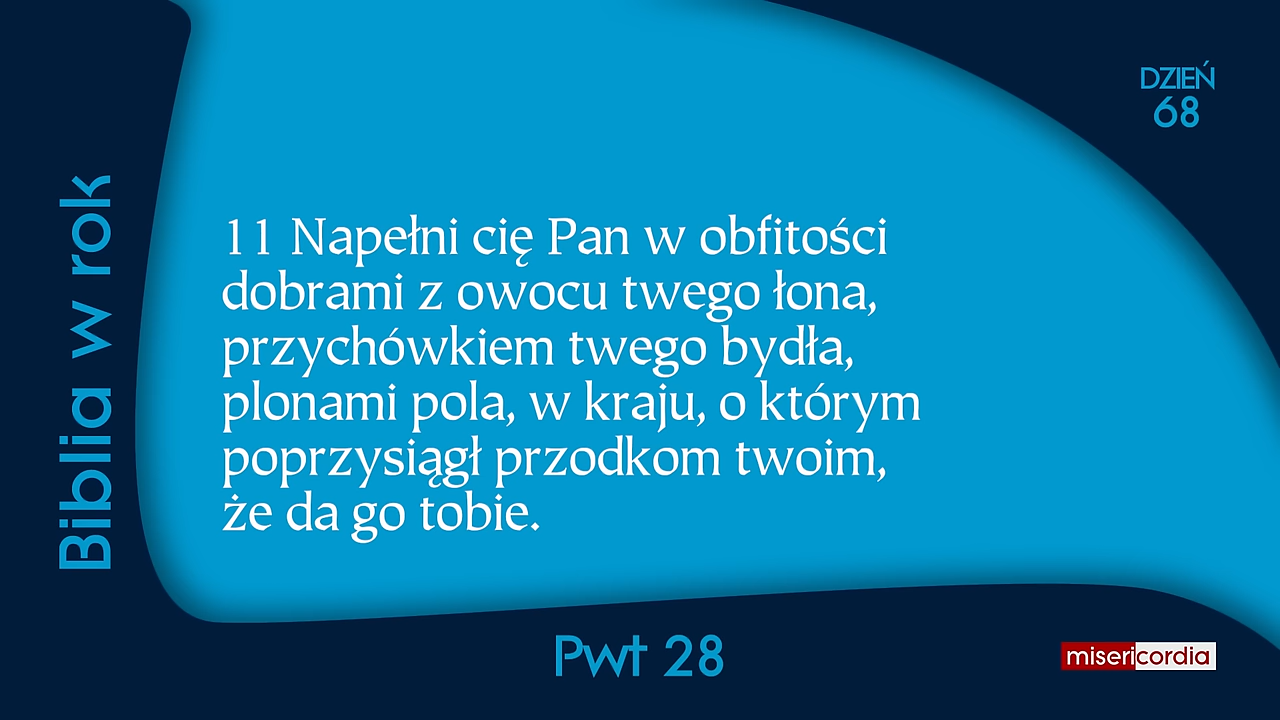 DZIEŃ
68
Biblia w rok
11 Napełni cię Pan w obfitości
dobrami z owocu twego łona,
przychówkiem twego bydła,
plonami pola, w kraju, o którym
poprzysiągł przodkom twoim,
że da go tobie.
Pwt 28
misericordia